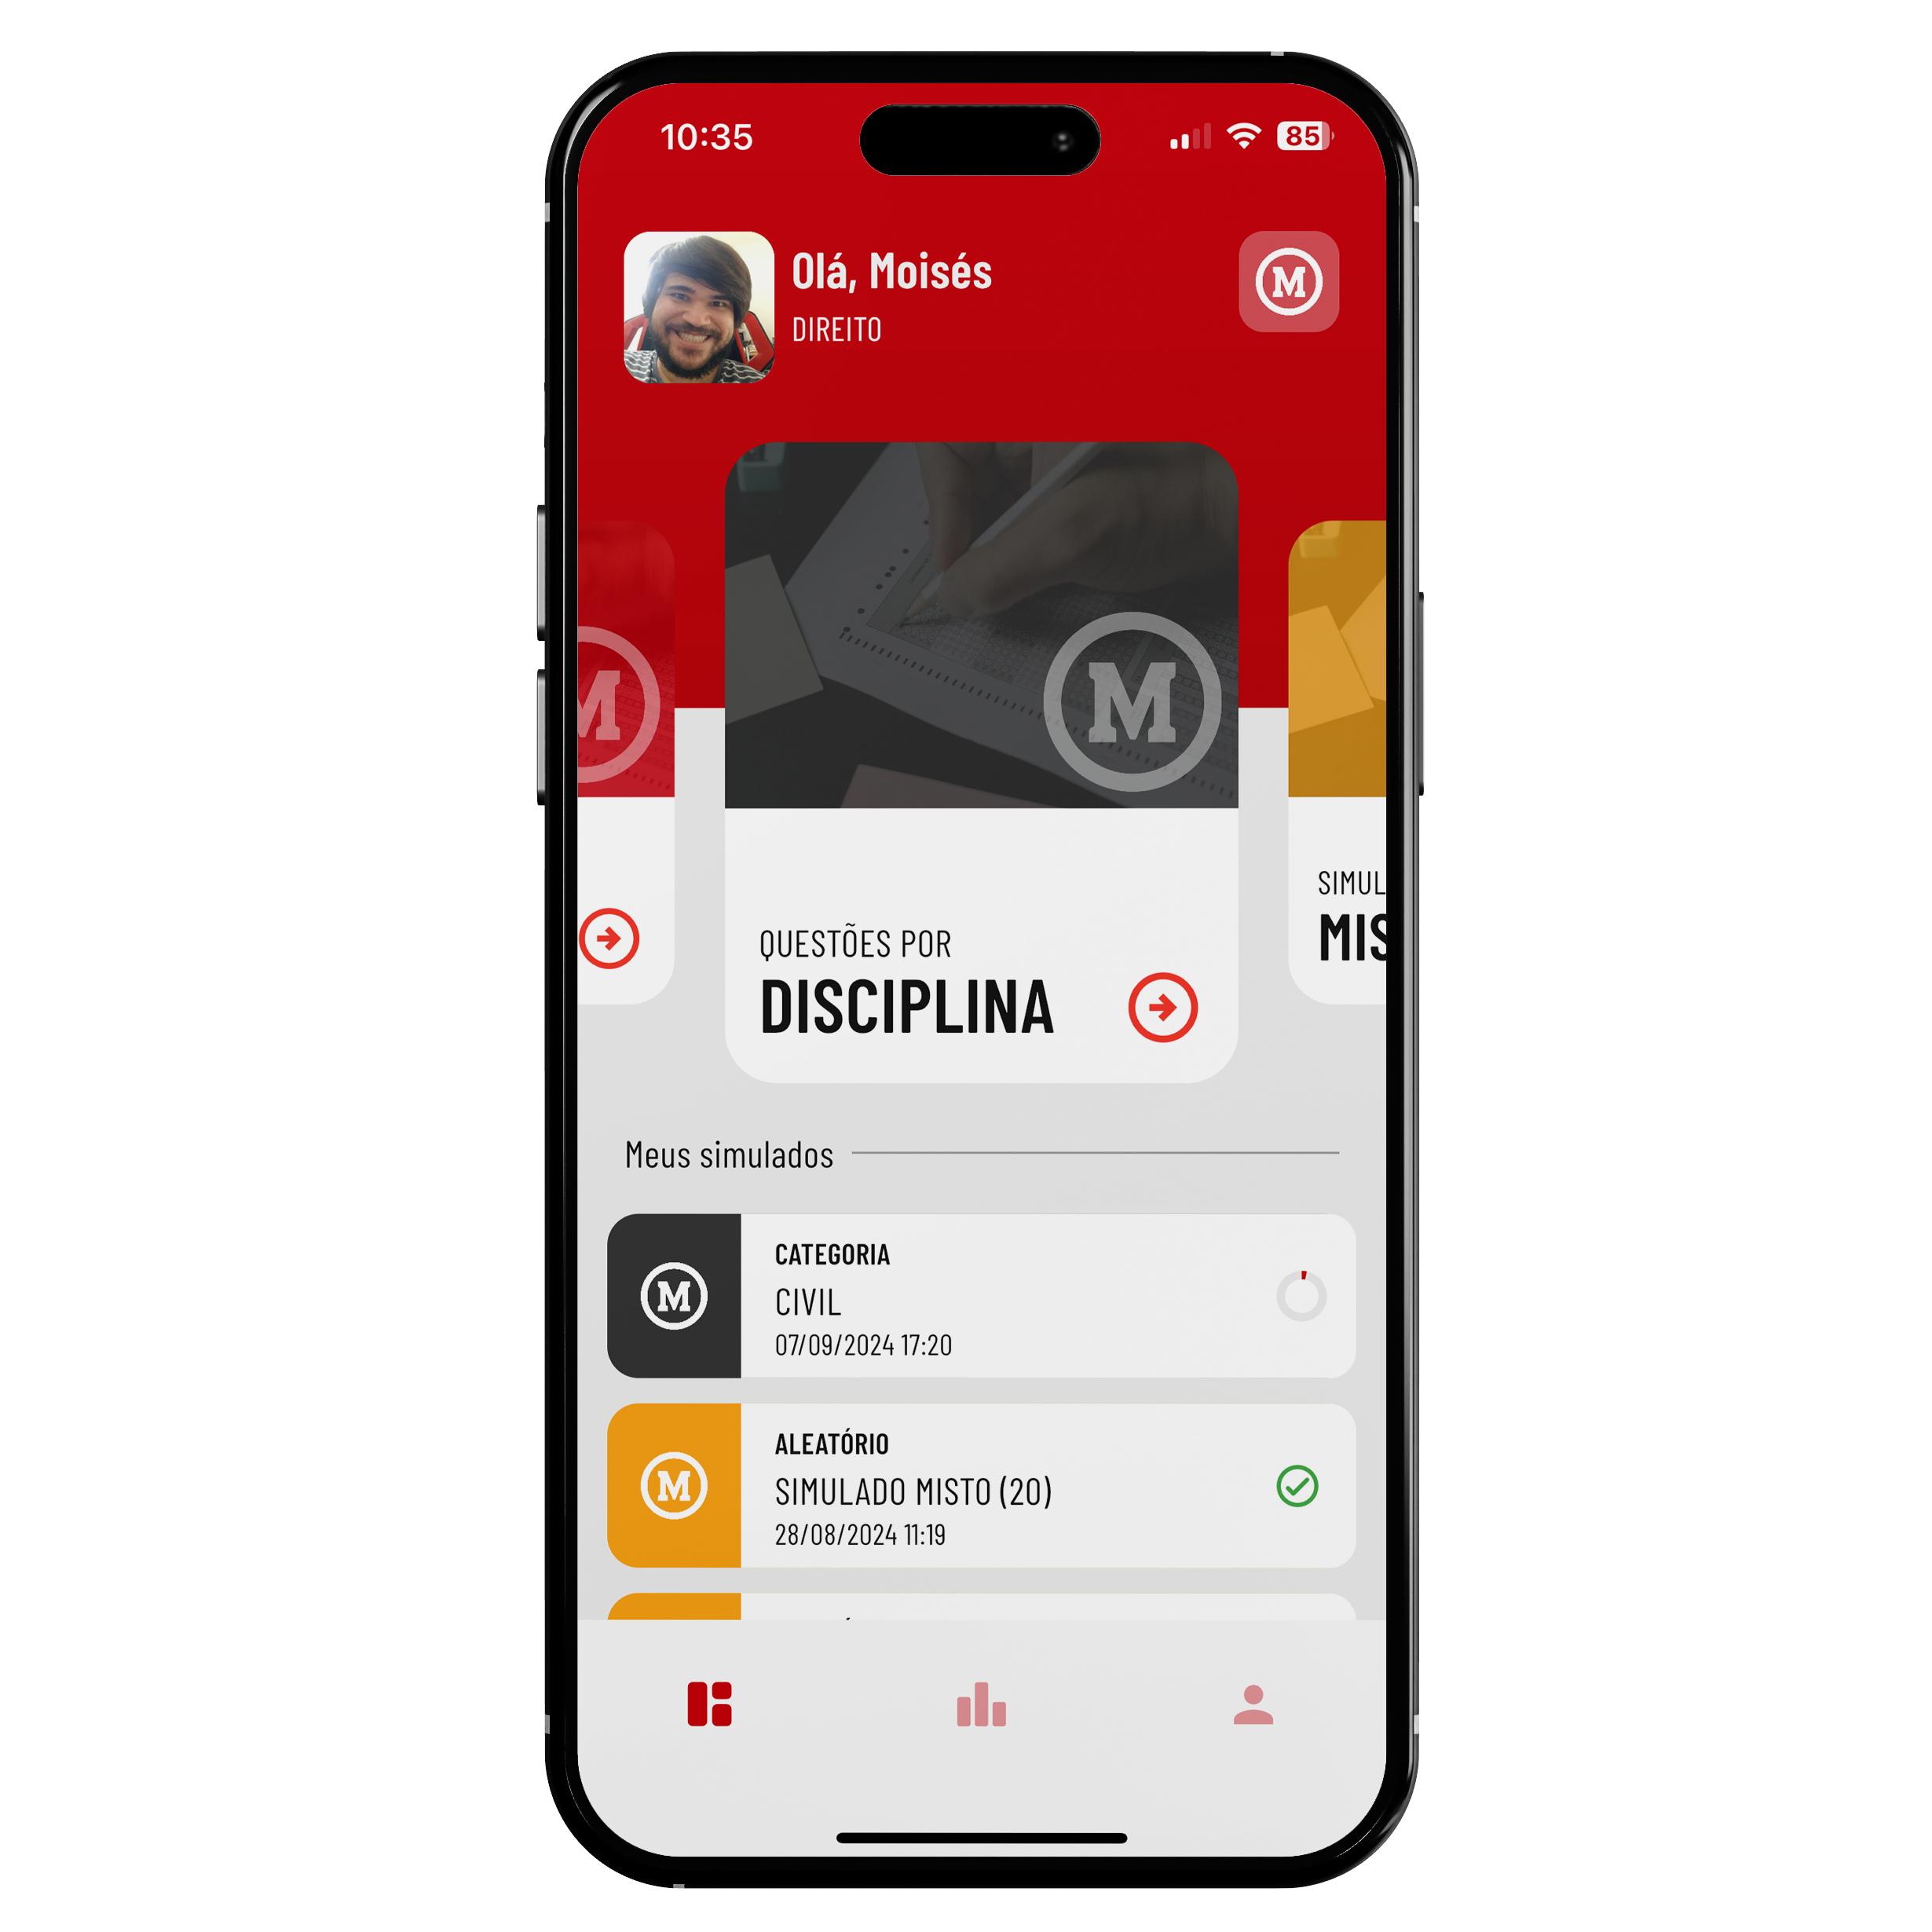 10:35
85
Olá, Moisés
DIREITO
M
M
M
QUESTÕES POR
DISCIPLINA
SIMUL
MIS
Meus simulados
M
CATEGORIA
CIVIL
07/09/2024 17:20
M
ALEATÓRIO
SIMULADO MISTO (20)
28/08/2024 11:19